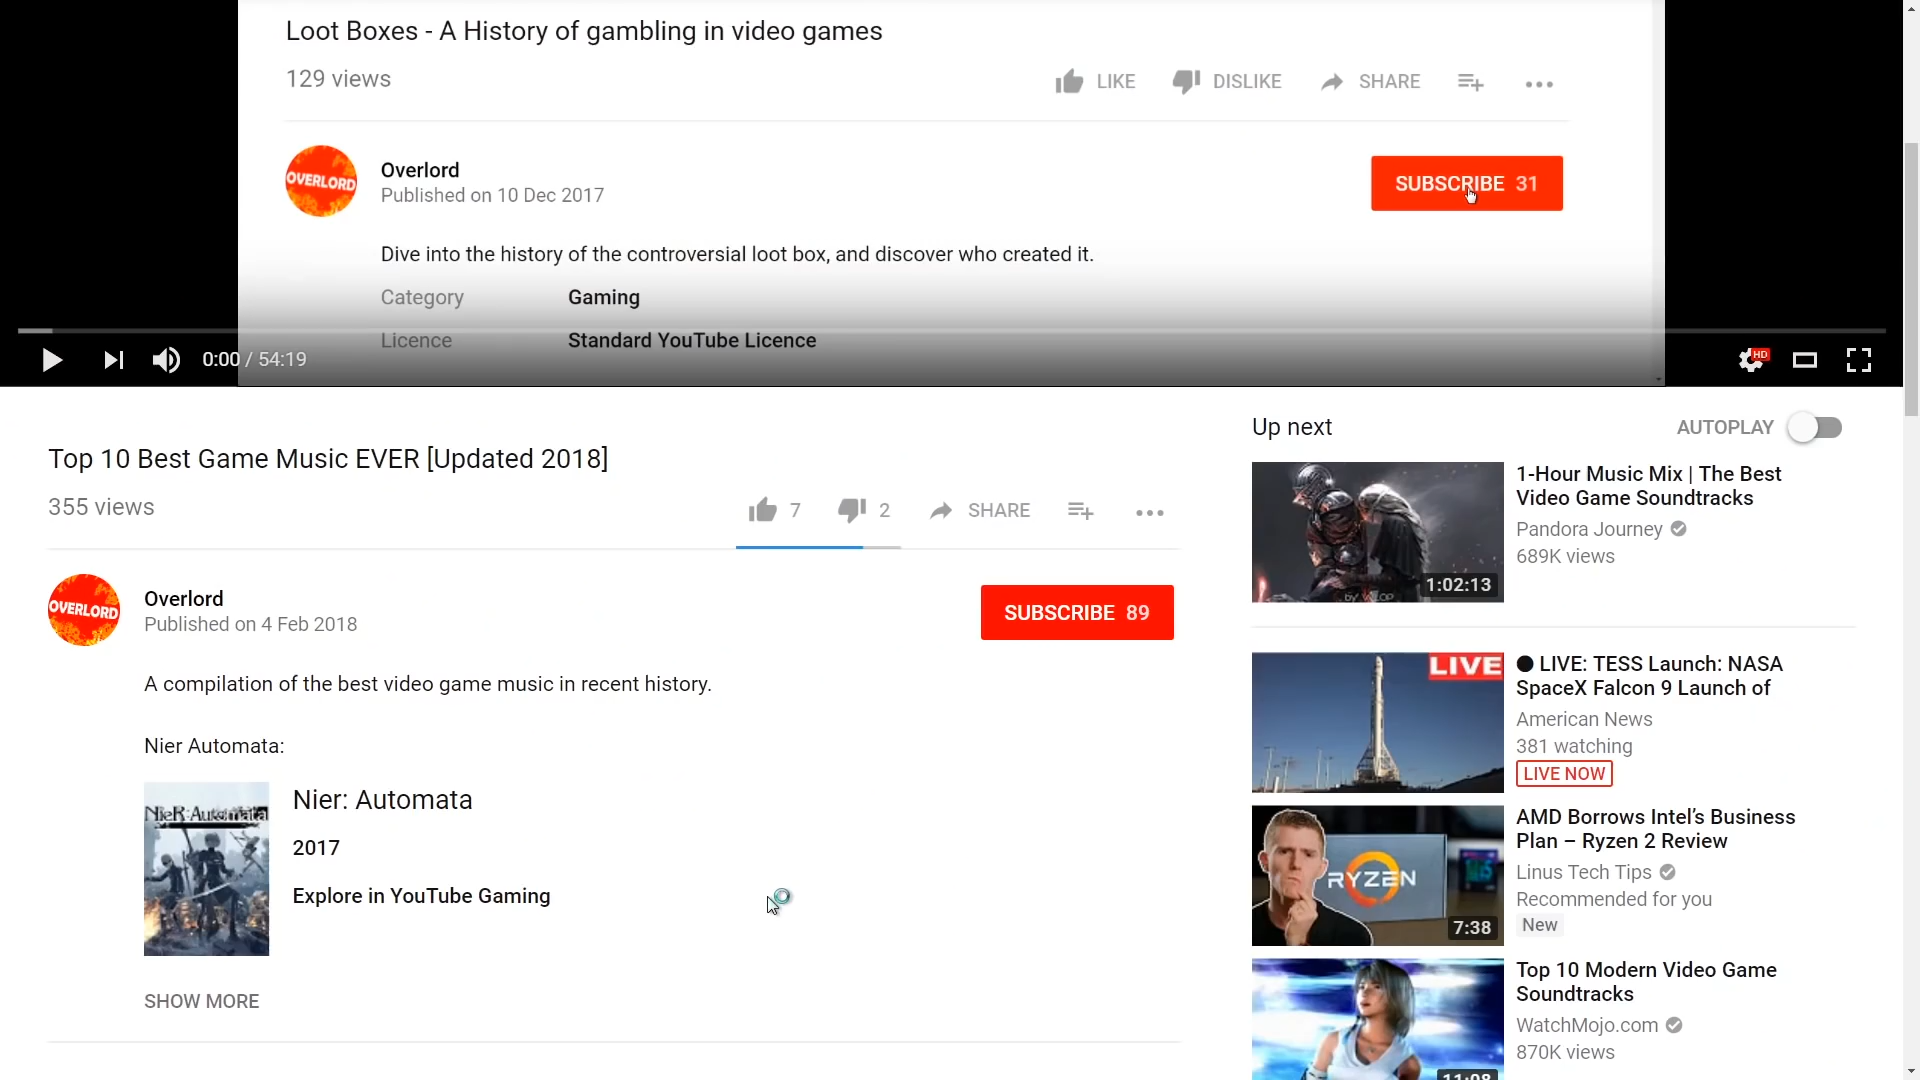 Loot Boxes - A History of gambling in video games
129 views
LIKE DISLIKE SHARE
OVERLORD
Overlord
Published on 10 Dec 2017
SUBSCRIBE 31
Dive into the history of the controversial loot box, and discover who created it.
Category Gaming
Licence Standard YouTube Licence
0:00 / 54:19
HD
Top 10 Best Game Music EVER [Updated 2018]
355 views
7 2 SHARE
OVERLORD
Overlord
Published on 4 Feb 2018
SUBSCRIBE 89
A compilation of the best video game music in recent history.
Nier Automata:
NieR:Automata
Nier: Automata
2017
Explore in YouTube Gaming
SHOW MORE
Up next
AUTOPLAY
1:02:13
1-Hour Music Mix | The Best
Video Game Soundtracks
Pandora Journey
689K views
LIVE
LIVE: TESS Launch: NASA
SpaceX Falcon 9 Launch of
American News
381 watching
LIVE NOW
RYZEN
7:38
AMD Borrows Intel's Business
Plan – Ryzen 2 Review
Linus Tech Tips
Recommended for you
New
11:08
Top 10 Modern Video Game
Soundtracks
WatchMojo.com
870K views